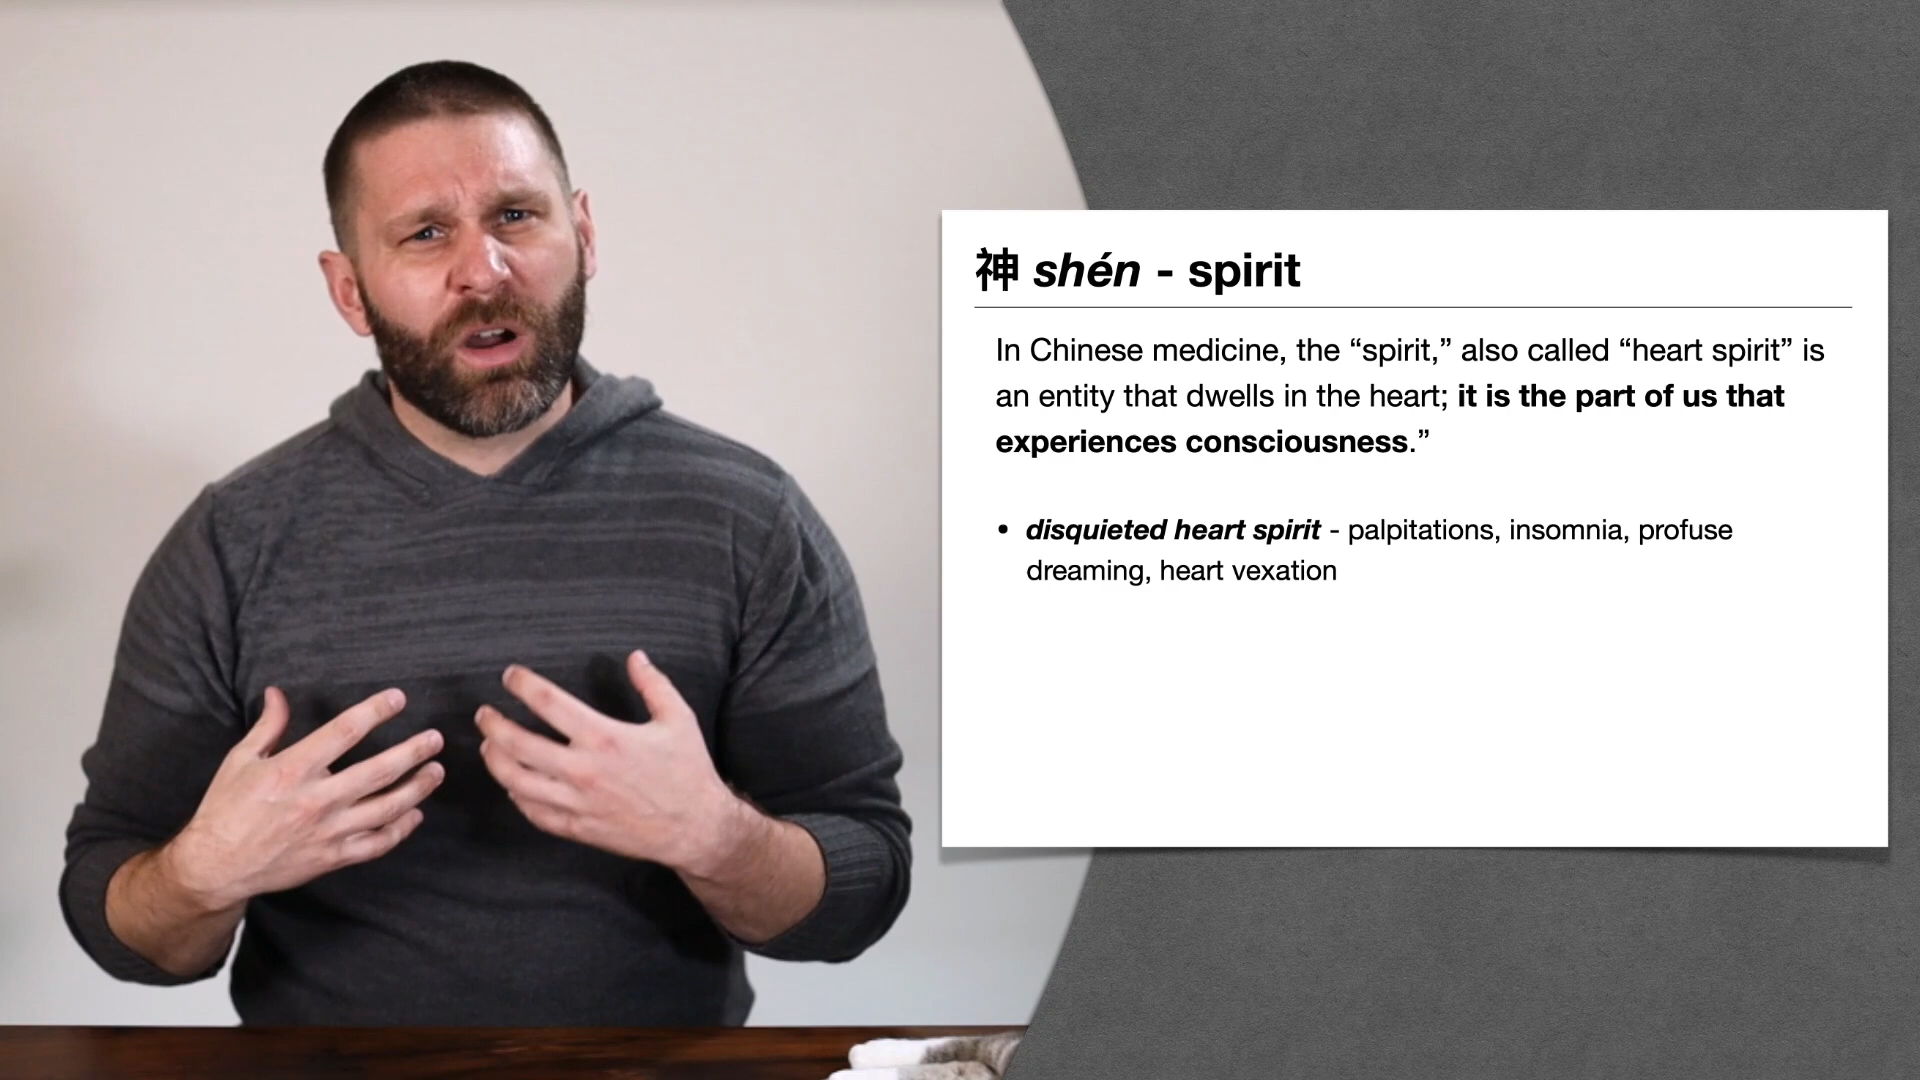 神 shén - spirit
In Chinese medicine, the “spirit,” also called “heart spirit” is
an entity that dwells in the heart; it is the part of us that
experiences consciousness.”
• disquieted heart spirit - palpitations, insomnia, profuse
dreaming, heart vexation